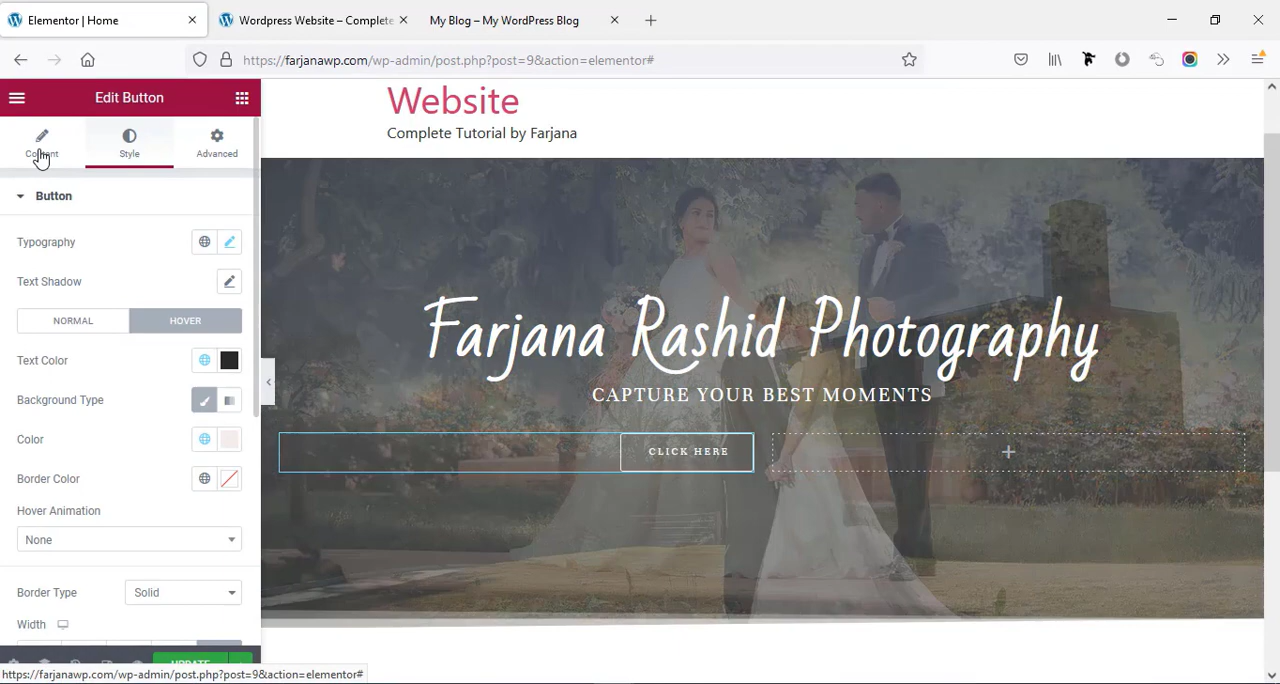 Elementor | Home
Wordpress Website – Complete
My Blog – My WordPress Blog
https://farjanawp.com/wp-admin/post.php?post=9&action=elementor#
Edit Button
Content
Style
Advanced
Website
Complete Tutorial by Farjana
Button
Typography
Text Shadow
NORMAL
HOVER
Text Color
Background Type
Color
Border Color
Hover Animation
None
Border Type
Solid
Width
UPDATE
Farjana Rashid Photography
CAPTURE YOUR BEST MOMENTS
CLICK HERE
https://farjanawp.com/wp-admin/post.php?post=9&action=elementor#